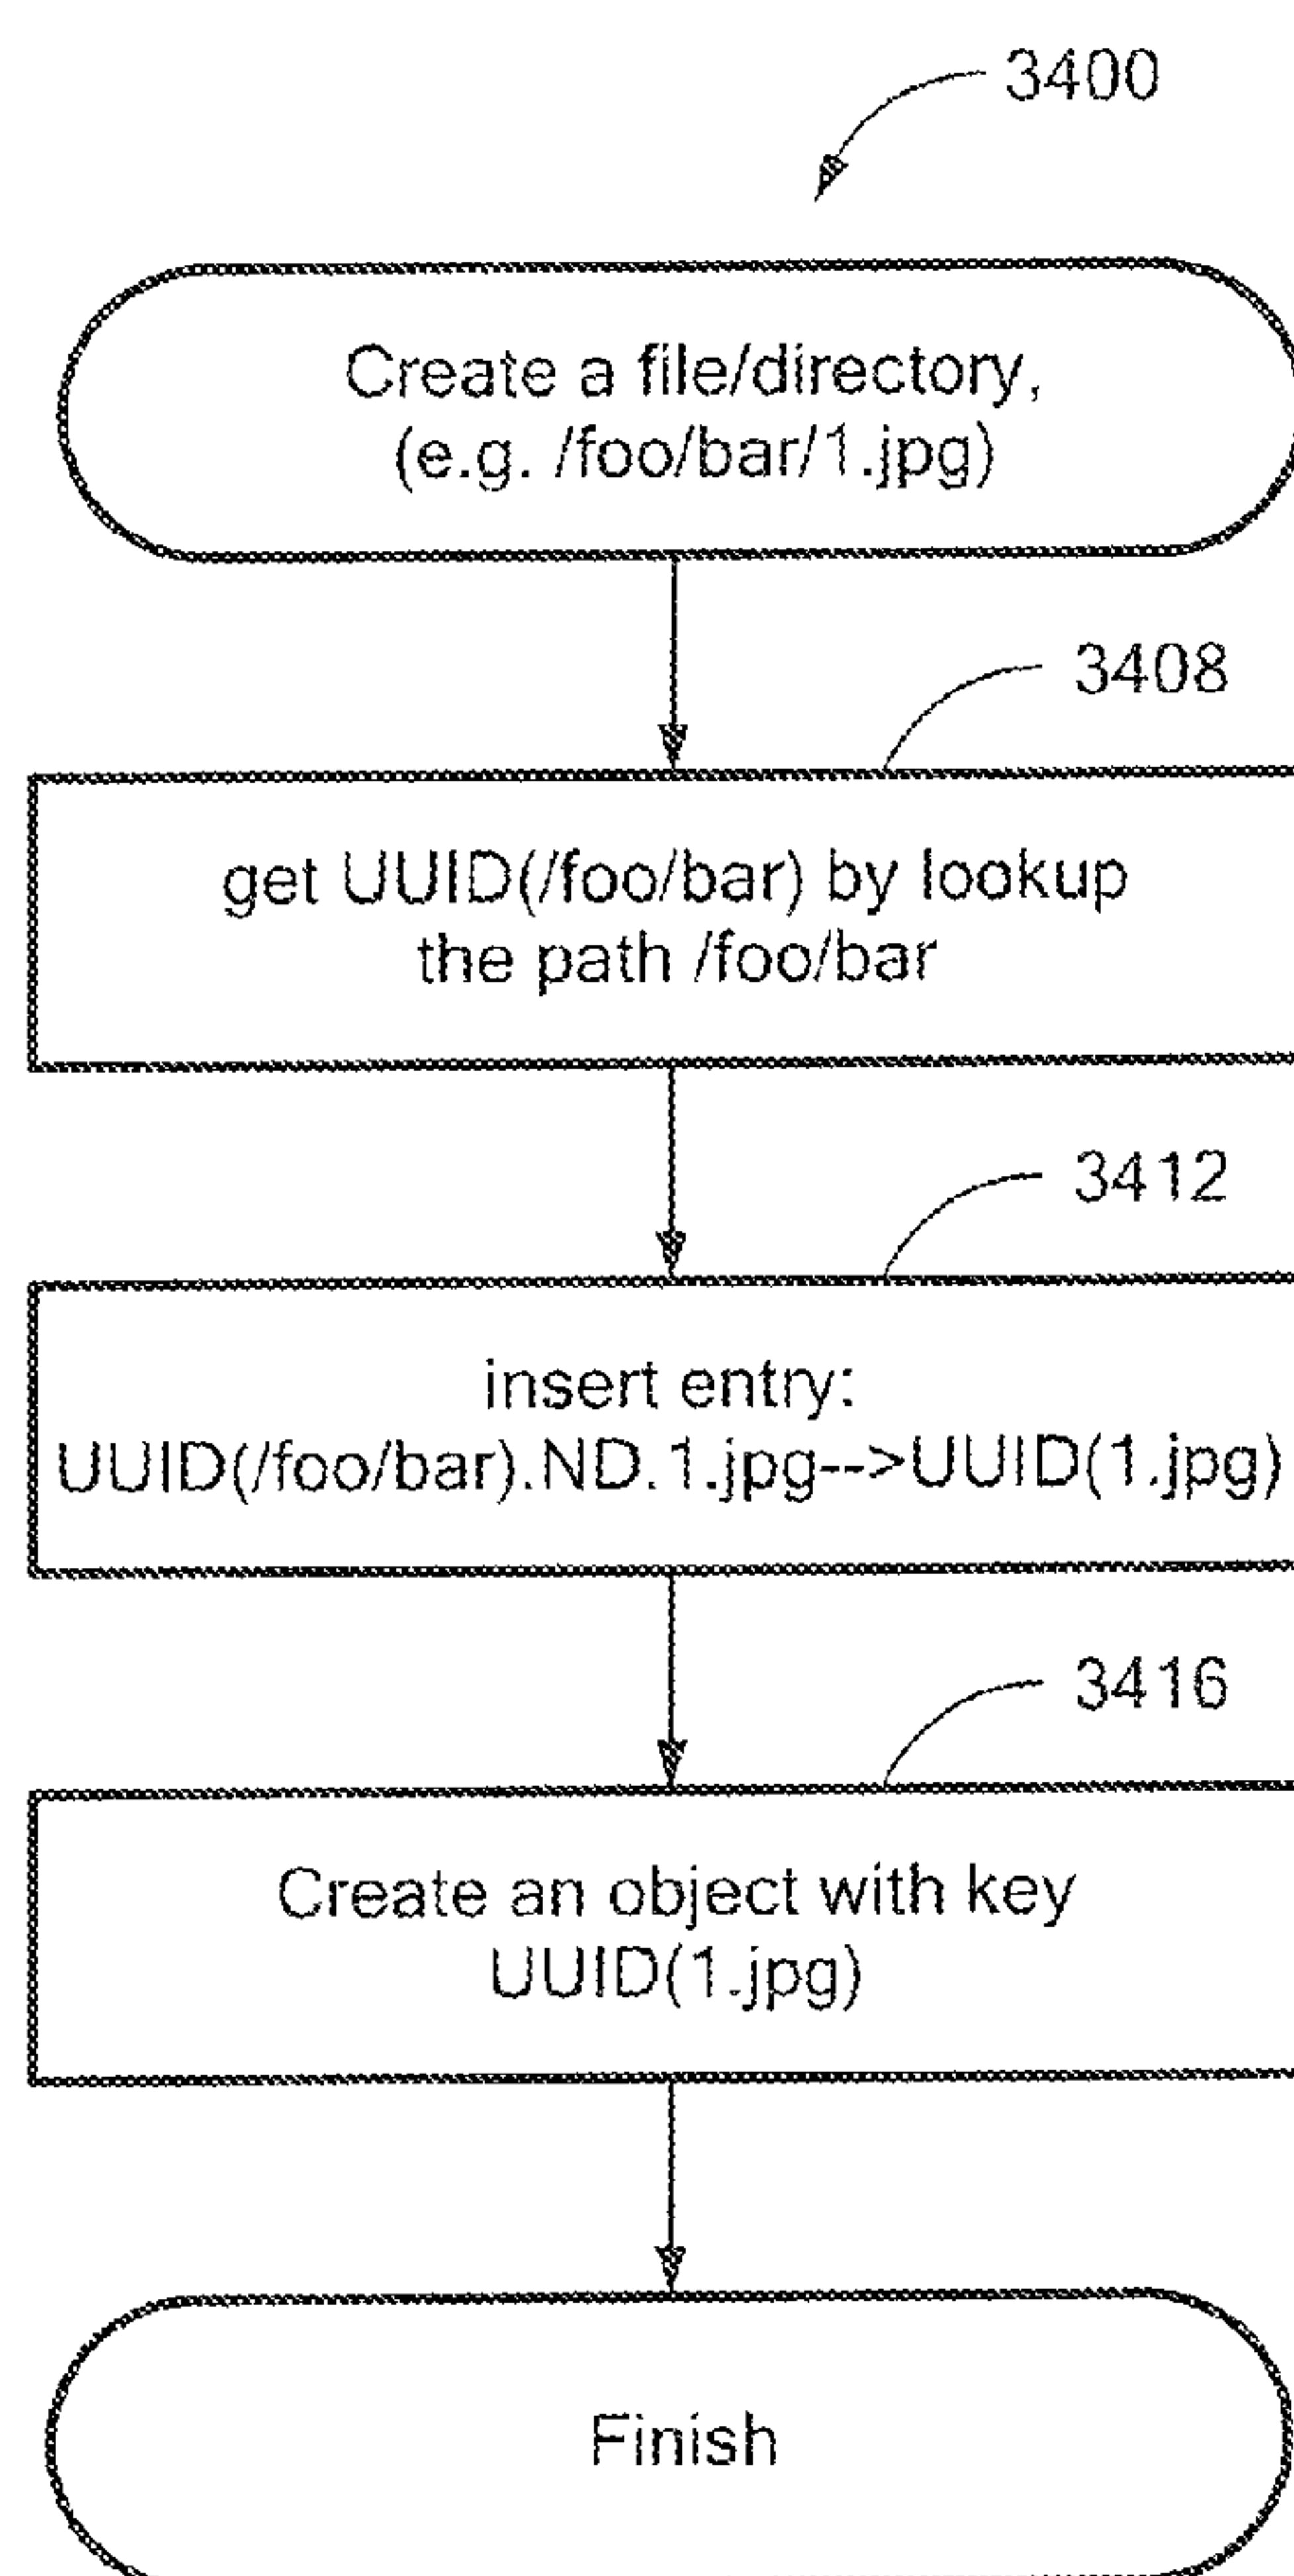 3400
Create a file/directory,
(e.g. /foo/bar/1.jpg)
3408
get UUID(/foo/bar) by lookup
the path /foo/bar
3412
insert entry:
UUID(/foo/bar).ND.1.jpg-->UUID(1.jpg)
3416
Create an object with key
UUID(1.jpg)
Finish